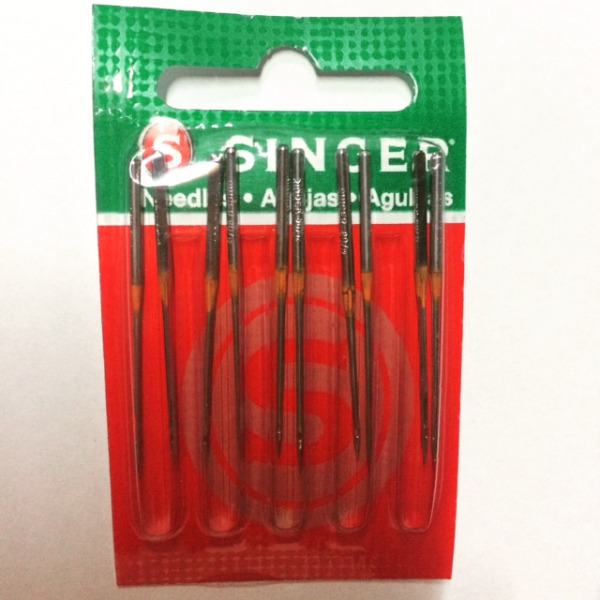 S SINGER®
Needles • Agujas • Agulhas
S